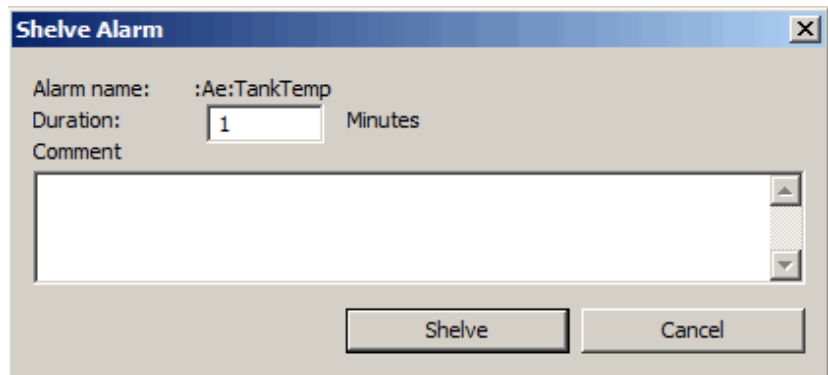 Shelve Alarm
Alarm name: :Ae:TankTemp
Duration: 1 Minutes
Comment
Shelve Cancel